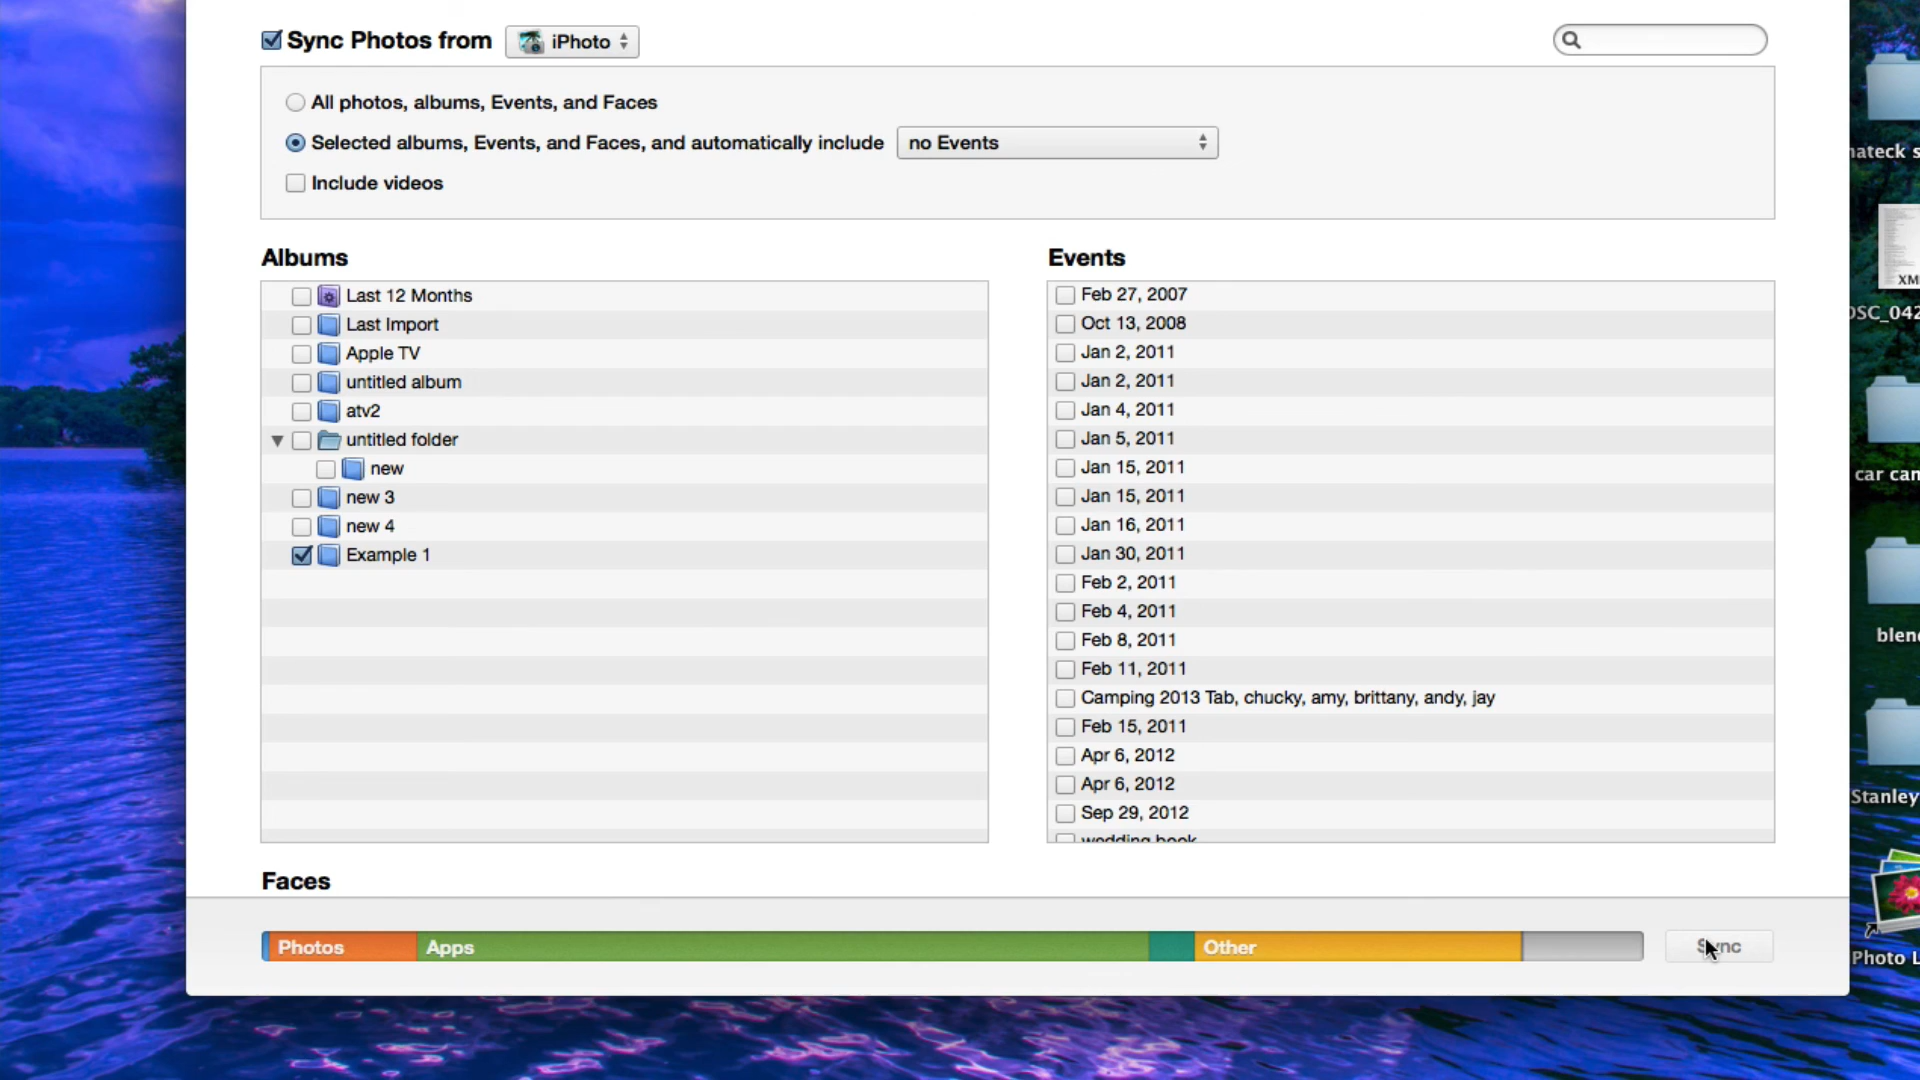 Sync Photos from iPhoto
All photos, albums, Events, and Faces
Selected albums, Events, and Faces, and automatically include no Events
Include videos
Albums
Last 12 Months
Last Import
Apple TV
untitled album
atv2
untitled folder
new
new 3
new 4
Example 1
Events
Feb 27, 2007
Oct 13, 2008
Jan 2, 2011
Jan 2, 2011
Jan 4, 2011
Jan 5, 2011
Jan 15, 2011
Jan 15, 2011
Jan 16, 2011
Jan 30, 2011
Feb 2, 2011
Feb 4, 2011
Feb 8, 2011
Feb 11, 2011
Camping 2013 Tab, chucky, amy, brittany, andy, jay
Feb 15, 2011
Apr 6, 2012
Apr 6, 2012
Sep 29, 2012
wedding book
Faces
Photos Apps Other Sync
ateck s
XM
SC_042
car can
blen
Stanley
Photo L